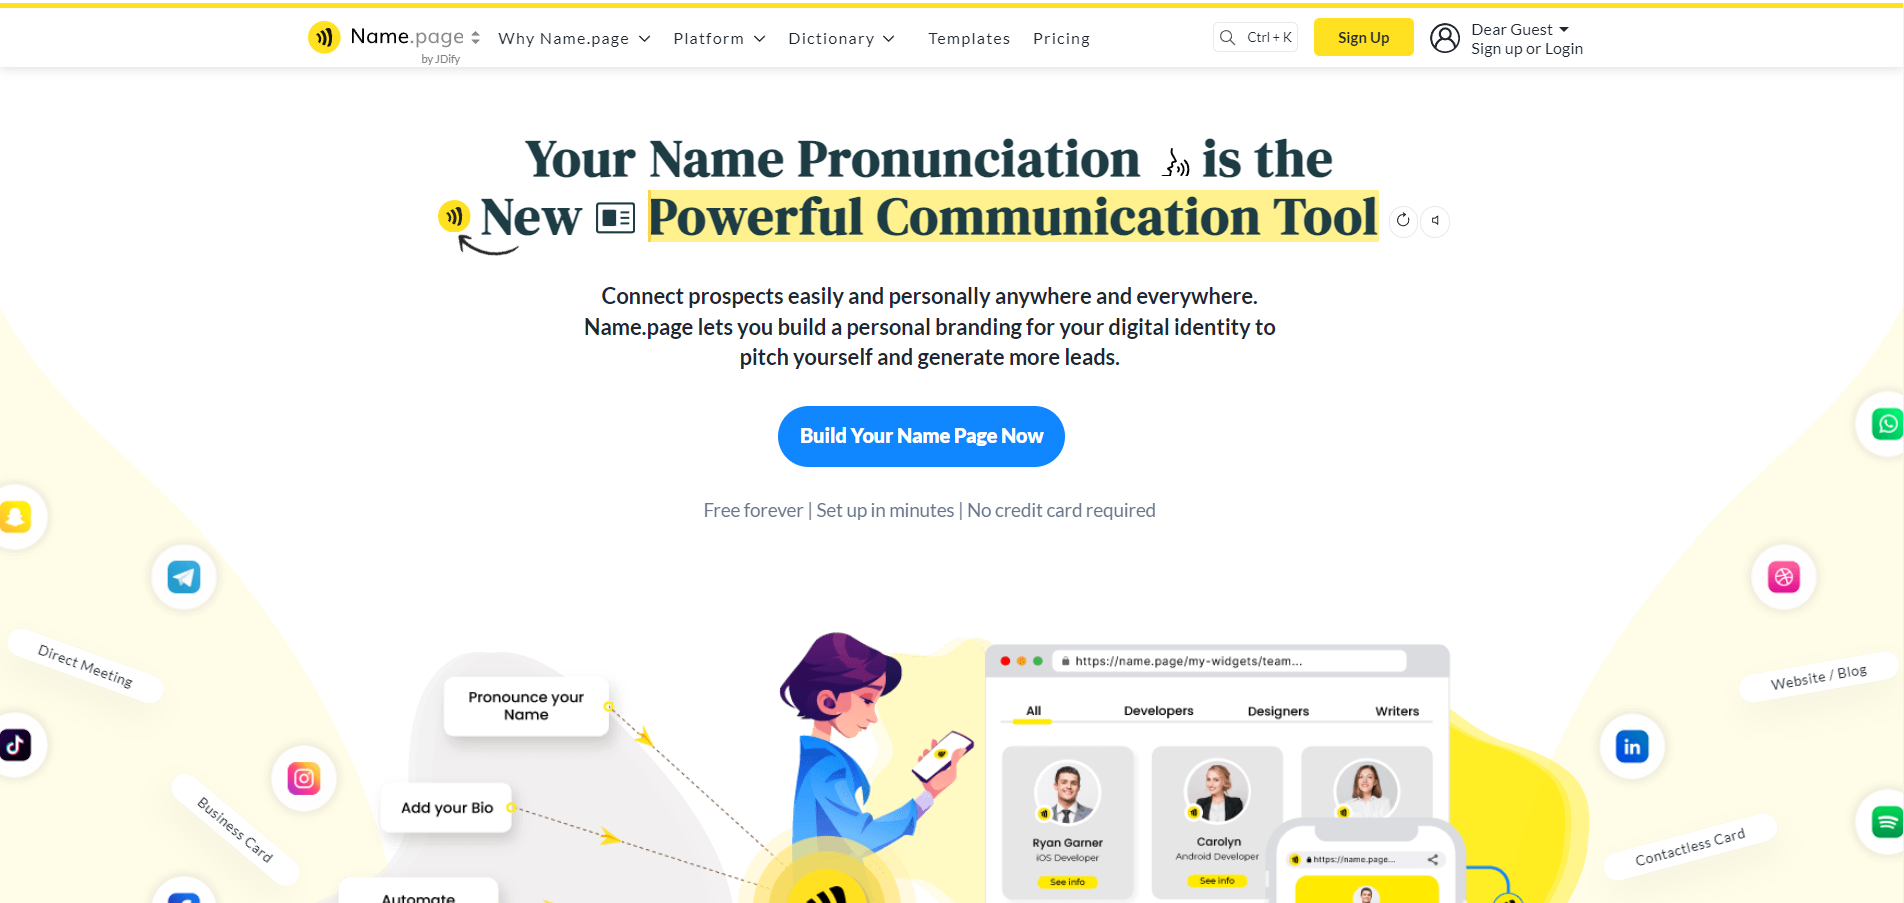 Name.page
by JDify
Why Name.page
Platform
Dictionary
Templates
Pricing
Ctrl + K
Sign Up
Dear Guest
Sign up or Login
Your Name Pronunciation is the
New Powerful Communication Tool
Connect prospects easily and personally anywhere and everywhere.
Name.page lets you build a personal branding for your digital identity to
pitch yourself and generate more leads.
Build Your Name Page Now
Free forever | Set up in minutes | No credit card required
Direct Meeting
Business Card
Pronounce your
Name
Add your Bio
Automate
https://name.page/my-widgets/team...
All
Developers
Designers
Writers
Ryan Garner
iOS Developer
See info
Carolyn
Android Developer
See info
https://name.page...
in
Website / Blog
Contactless Card